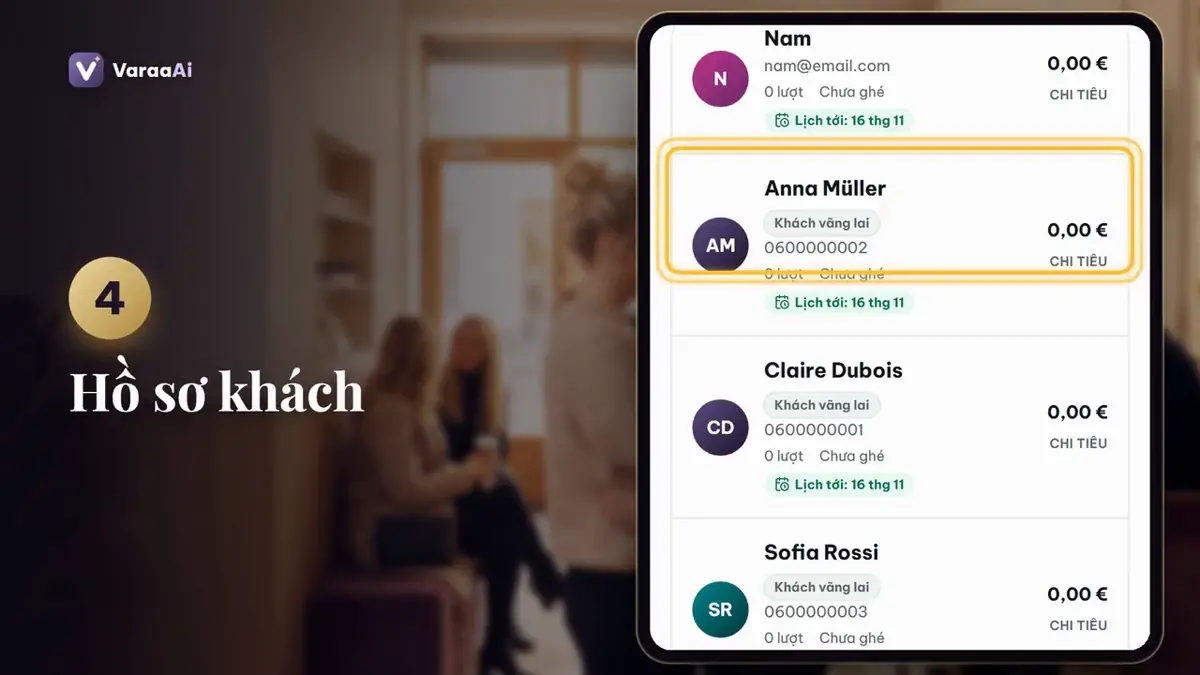 VaraaAi
4
Hồ sơ khách
N
Nam
nam@email.com
0 lượt Chưa ghé
Lịch tới: 16 thg 11
0,00 €
CHI TIÊU
AM
Anna Müller
Khách vãng lai
0600000002
0 lượt Chưa ghé
Lịch tới: 16 thg 11
0,00 €
CHI TIÊU
CD
Claire Dubois
Khách vãng lai
0600000001
0 lượt Chưa ghé
Lịch tới: 16 thg 11
0,00 €
CHI TIÊU
SR
Sofia Rossi
Khách vãng lai
0600000003
0 lượt Chưa ghé
0,00 €
CHI TIÊU